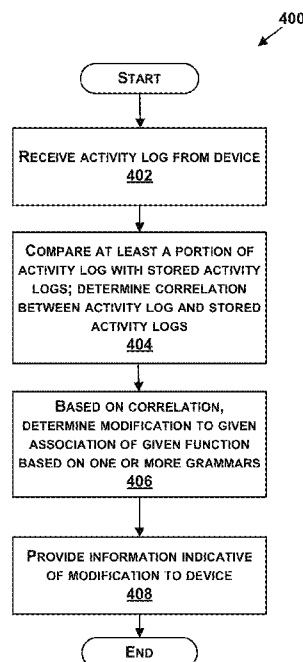 400
START
RECEIVE ACTIVITY LOG FROM DEVICE
402
COMPARE AT LEAST A PORTION OF
ACTIVITY LOG WITH STORED ACTIVITY
LOGS; DETERMINE CORRELATION
BETWEEN ACTIVITY LOG AND STORED
ACTIVITY LOGS
404
BASED ON CORRELATION,
DETERMINE MODIFICATION TO GIVEN
ASSOCIATION OF GIVEN FUNCTION
BASED ON ONE OR MORE GRAMMARS
406
PROVIDE INFORMATION INDICATIVE
OF MODIFICATION TO DEVICE
408
END